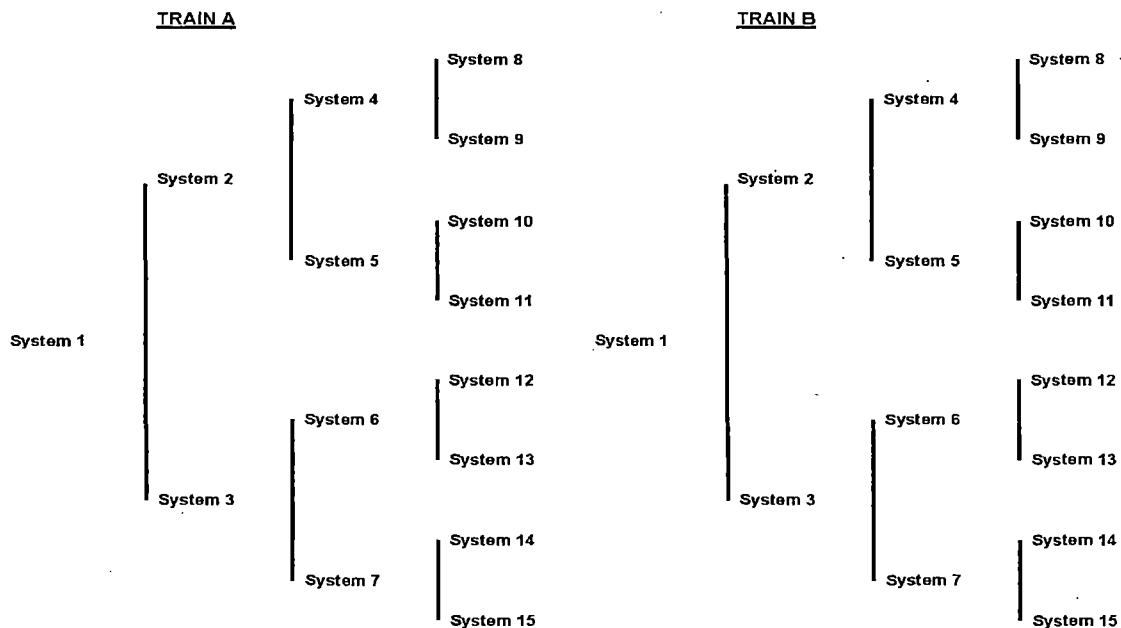 TRAIN A
System 8
System 4
System 9
System 2
System 10
System 5
System 11
System 1
System 12
System 6
System 13
System 3
System 14
System 7
System 15
TRAIN B
System 8
System 4
System 9
System 2
System 10
System 5
System 11
System 1
System 12
System 6
System 13
System 3
System 14
System 7
System 15